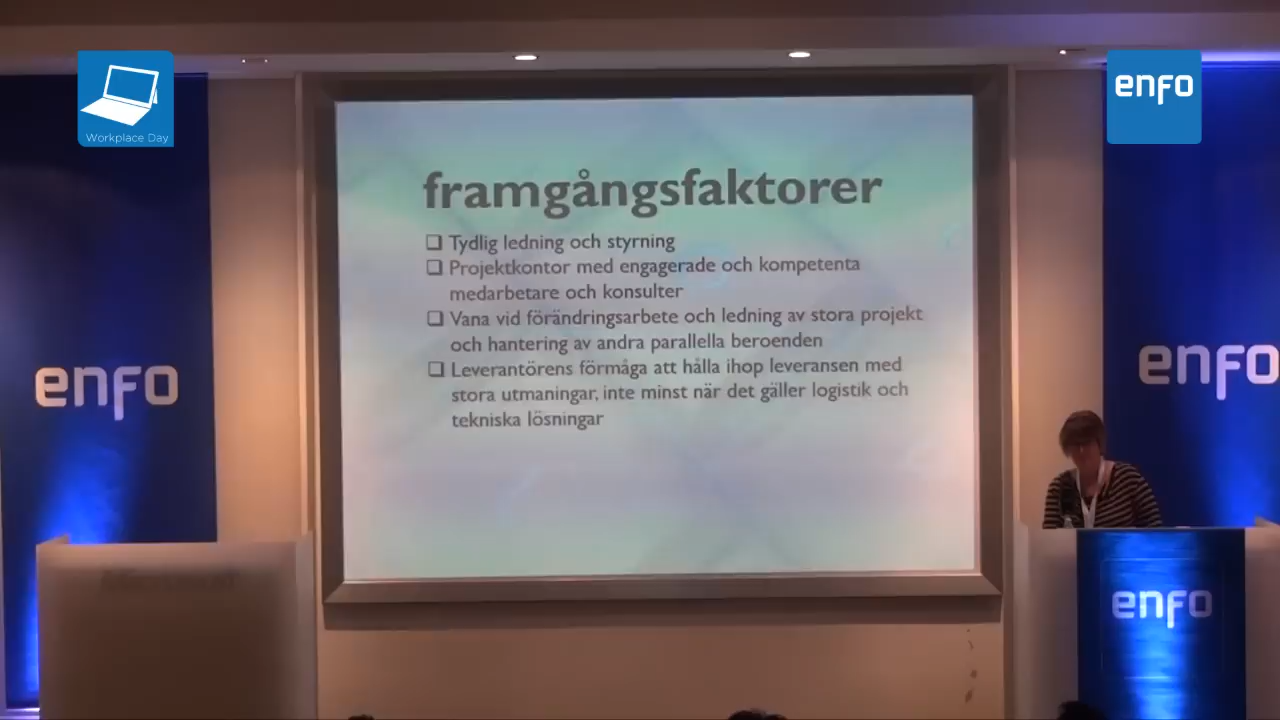 Workplace Day
enfo
framgångsfaktorer
❑ Tydlig ledning och styrning
❑ Projektkontor med engagerade och kompetenta
medarbetare och konsulter
❑ Vana vid förändringsarbete och ledning av stora projekt
och hantering av andra parallella beroenden
❑ Leverantörens förmåga att hålla ihop leveransen med
stora utmaningar, inte minst när det gäller logistik och
tekniska lösningar
enfo
enfo
enfo